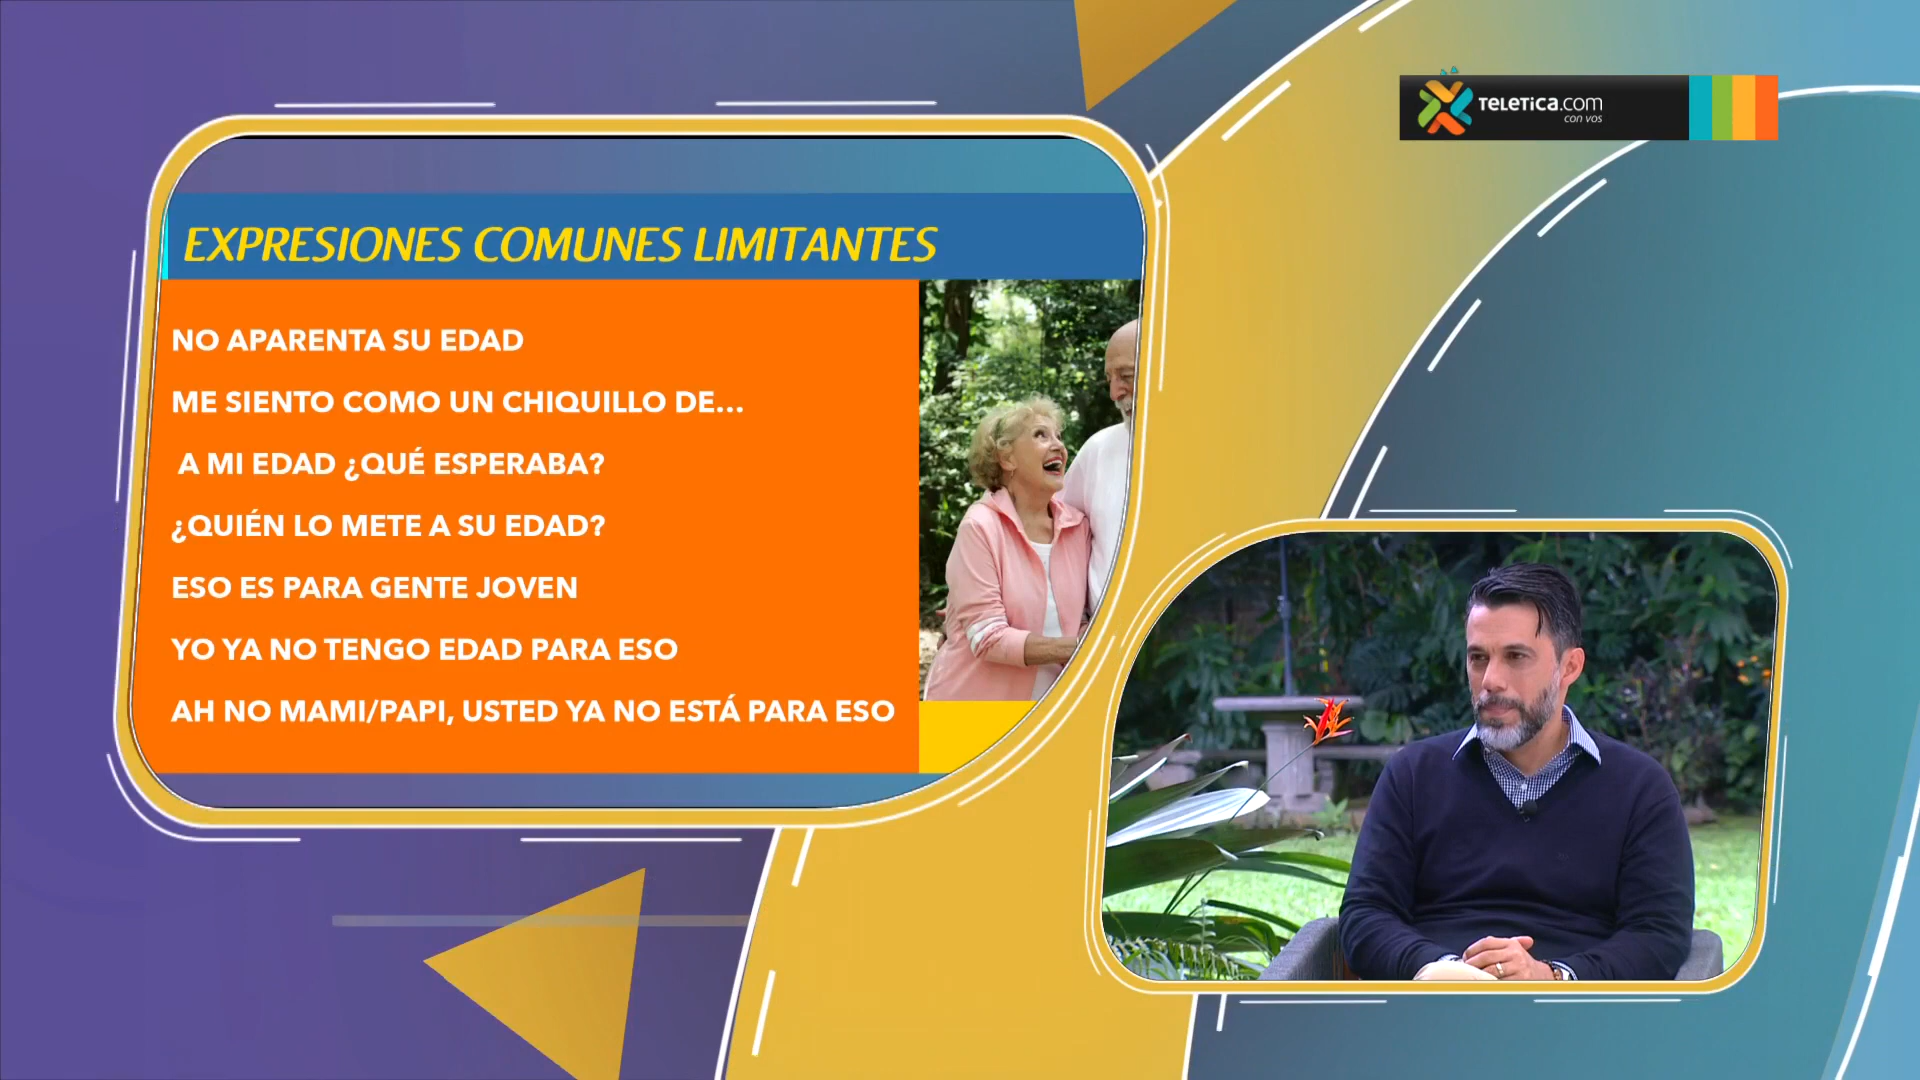 TELETICA.COM
con vos
EXPRESIONES COMUNES LIMITANTES
NO APARENTA SU EDAD
ME SIENTO COMO UN CHIQUILLO DE...
A MI EDAD ¿QUÉ ESPERABA?
¿QUIÉN LO METE A SU EDAD?
ESO ES PARA GENTE JOVEN
YO YA NO TENGO EDAD PARA ESO
AH NO MAMI/PAPI, USTED YA NO ESTÁ PARA ESO